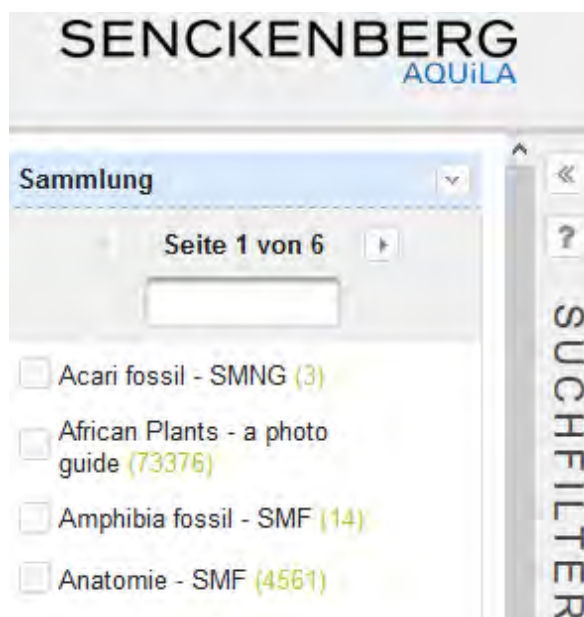 SENCKENBERG
AQUiLA
Sammlung
Seite 1 von 6
Acari fossil - SMNG (3)
African Plants - a photo
guide (73376)
Amphibia fossil - SMF (14)
Anatomie - SMF (4561)
«
?
SUCHFILTER